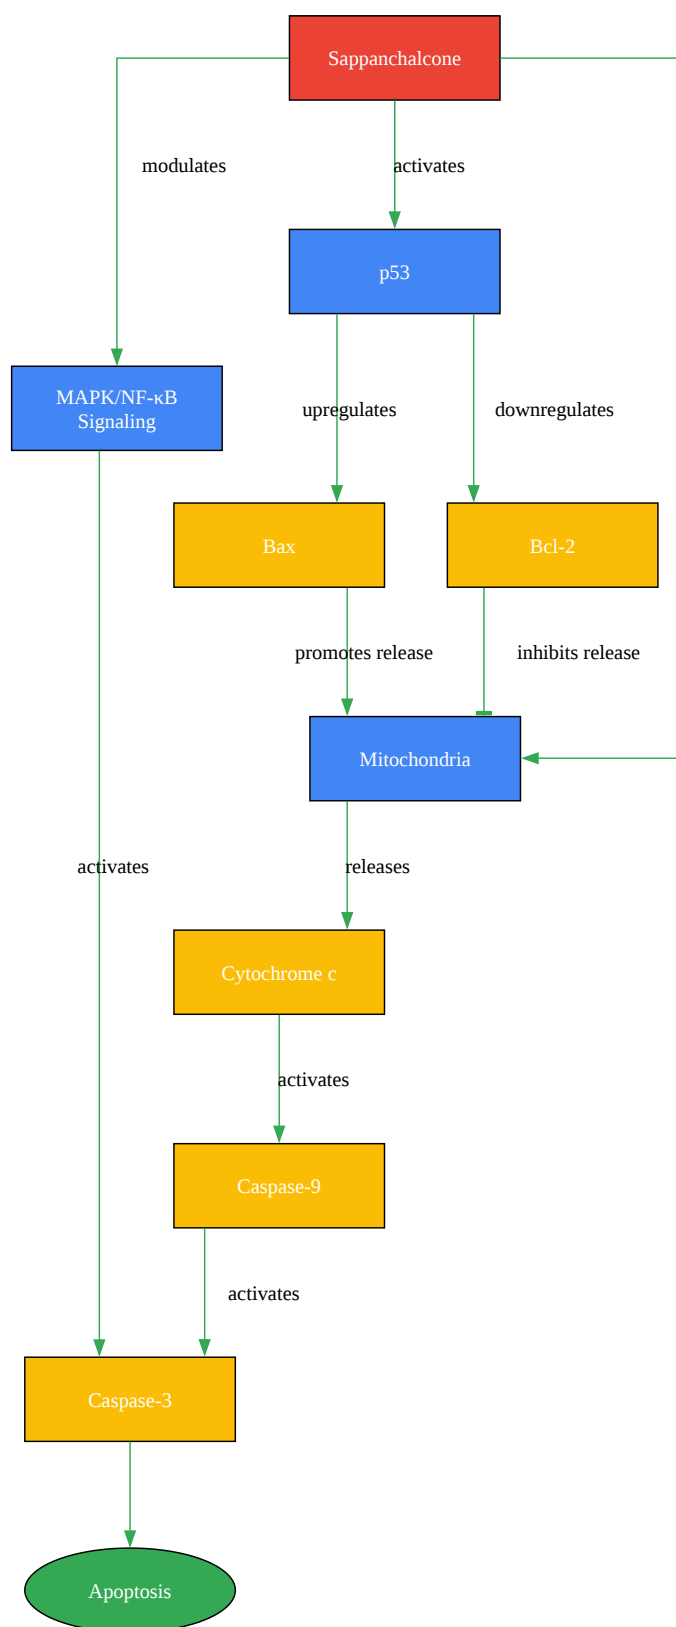 Sappanchalcone
modulates
activates
p53
MAPK/NF-κB
Signaling
upregulates
downregulates
Bax
Bcl-2
promotes release
inhibits release
Mitochondria
activates
releases
Cytochrome c
activates
Caspase-9
activates
Caspase-3
Apoptosis